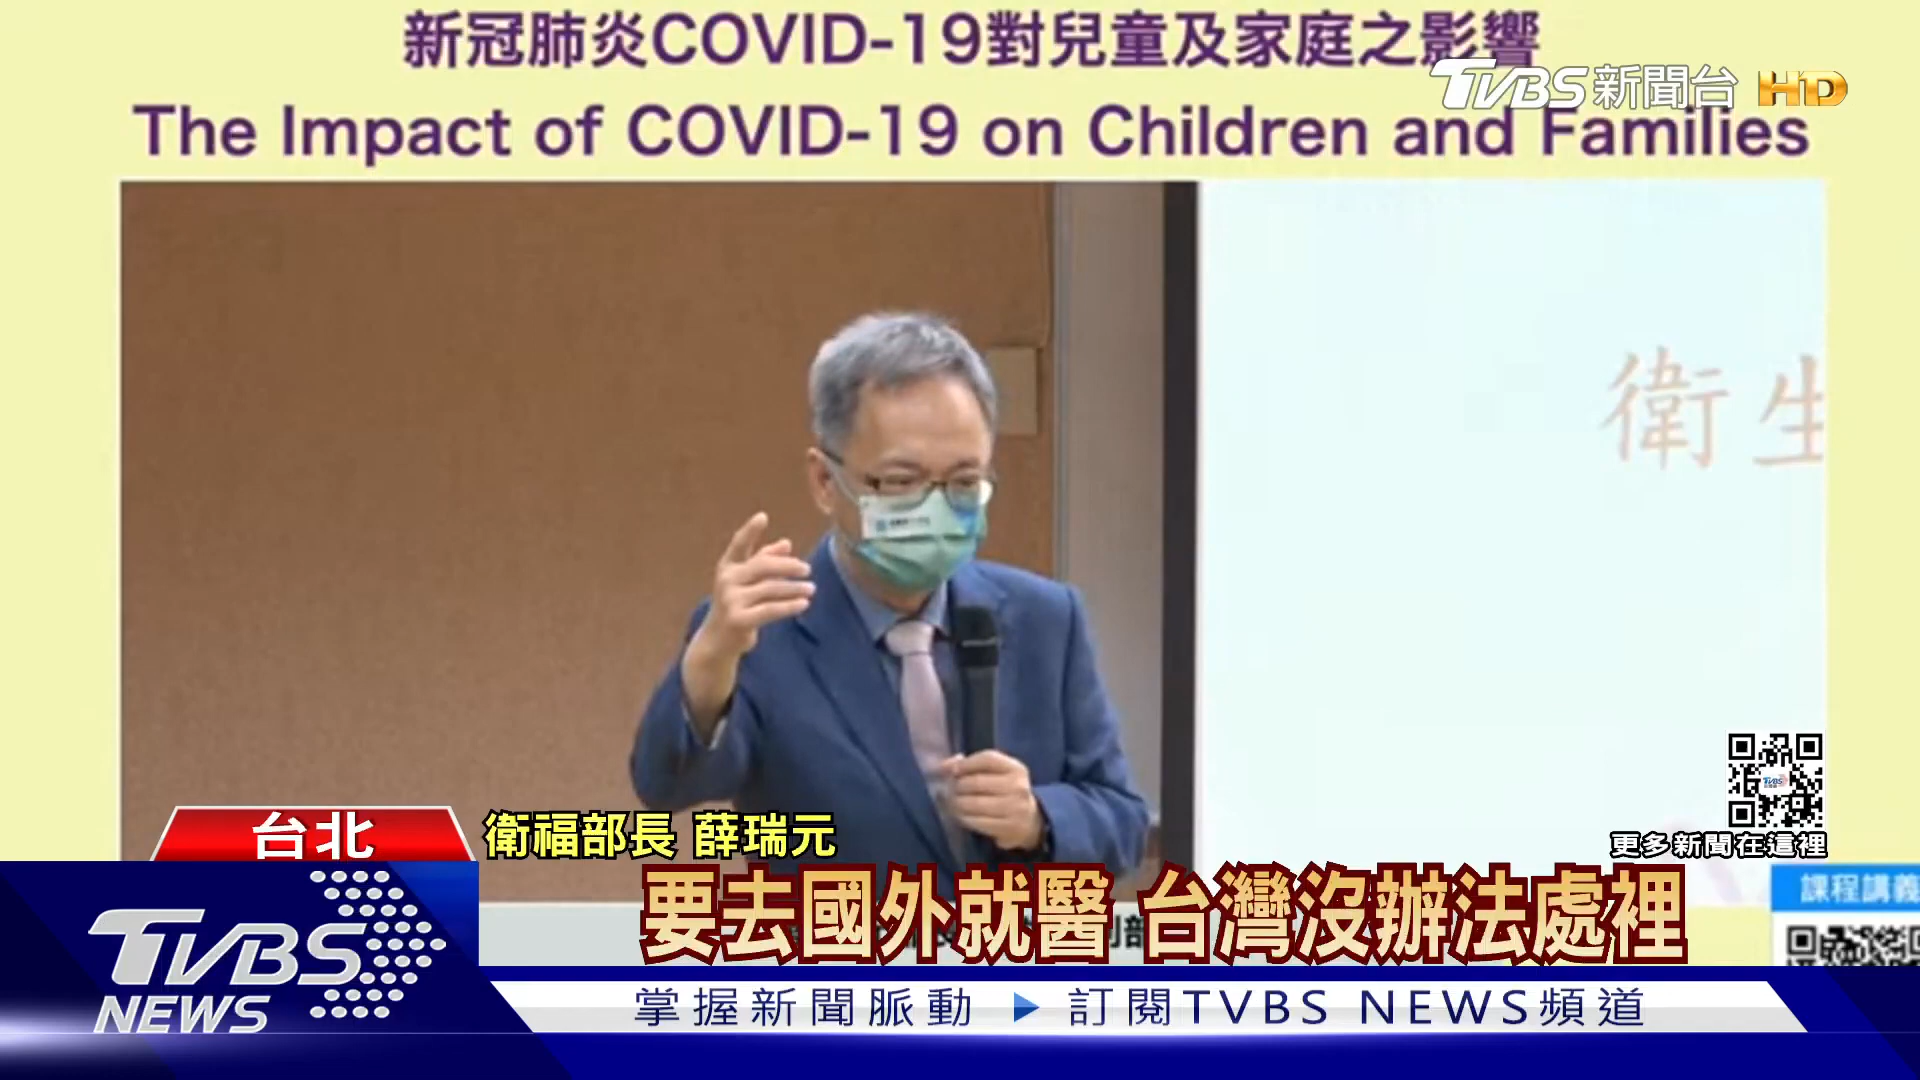 新冠肺炎COVID-19對兒童及家庭之影響
TVBS新聞台 HD
The Impact of COVID-19 on Children and Families
衛生
更多新聞在這裡
台北
衛福部長 薛瑞元
要去國外就醫 台灣沒辦法處裡
課程講義
TVBS
NEWS
掌握新聞脈動 ▶ 訂閱TVBS NEWS頻道